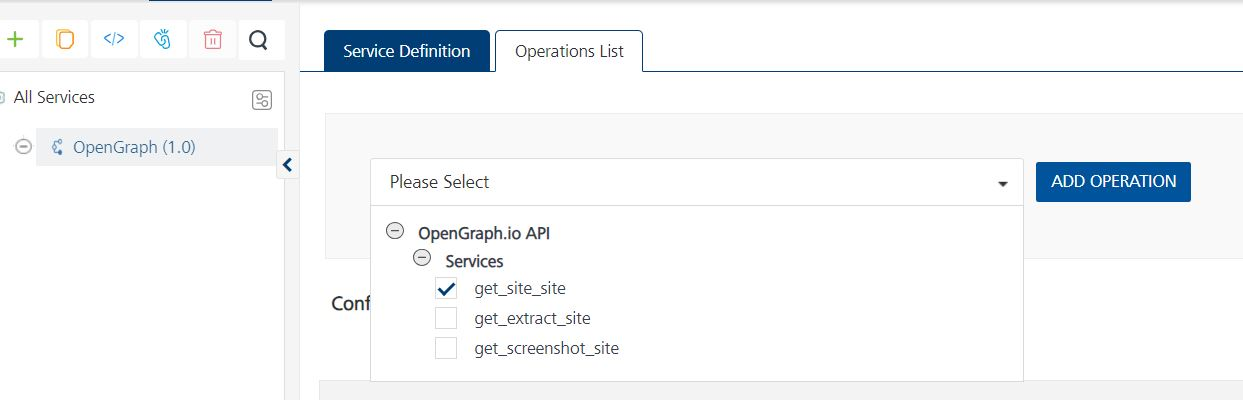 Service Definition
Operations List
All Services
OpenGraph (1.0)
Please Select
ADD OPERATION
OpenGraph.io API
Services
get_site_site
get_extract_site
get_screenshot_site
Conf